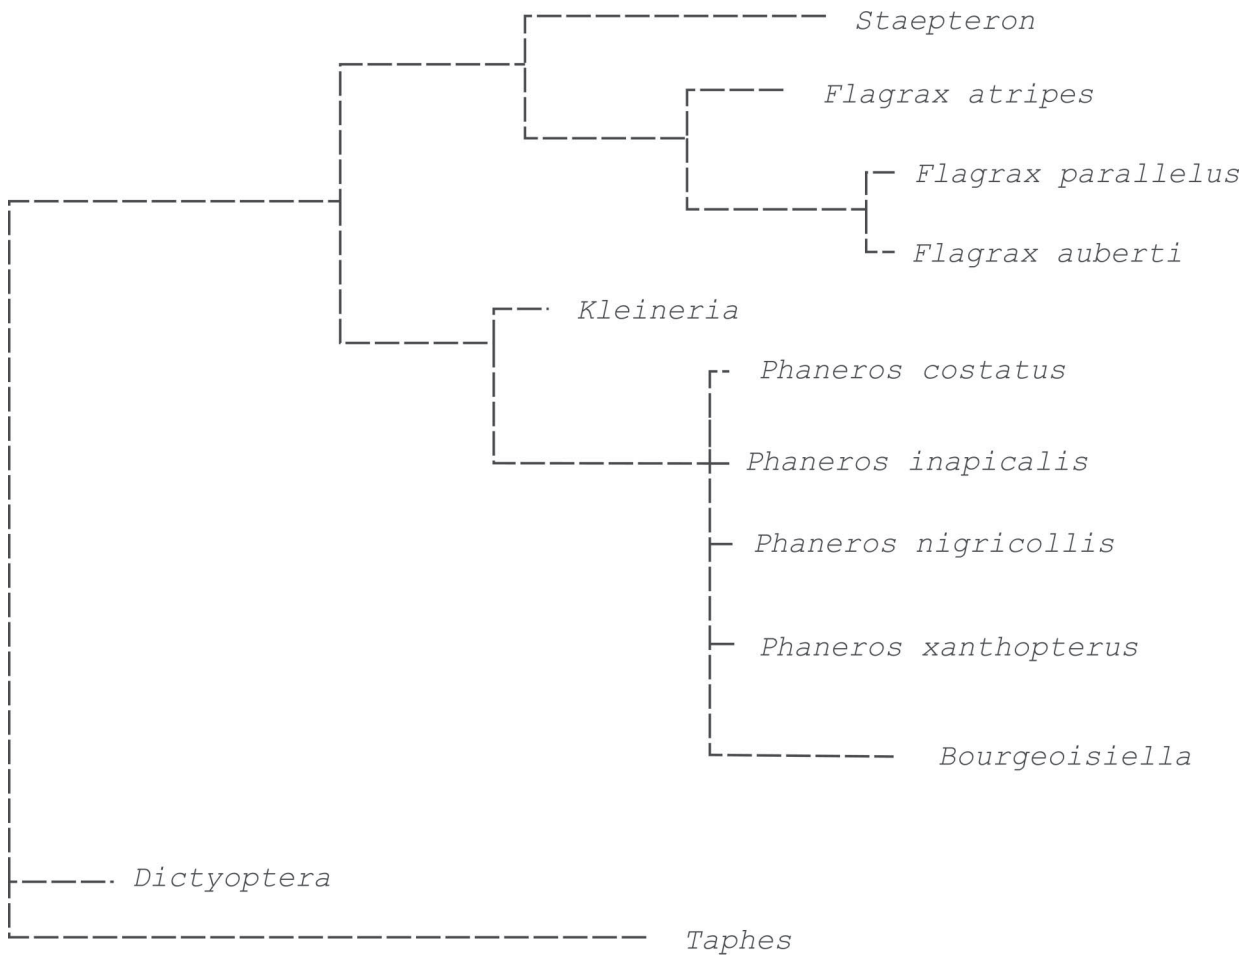 Staepteron
Flagrax atripes
Flagrax parallelus
Flagrax auberti
Kleineria
Phaneros costatus
Phaneros inapicalis
Phaneros nigricollis
Phaneros xanthopterus
Bourgeoisiella
Dictyoptera
Taphes